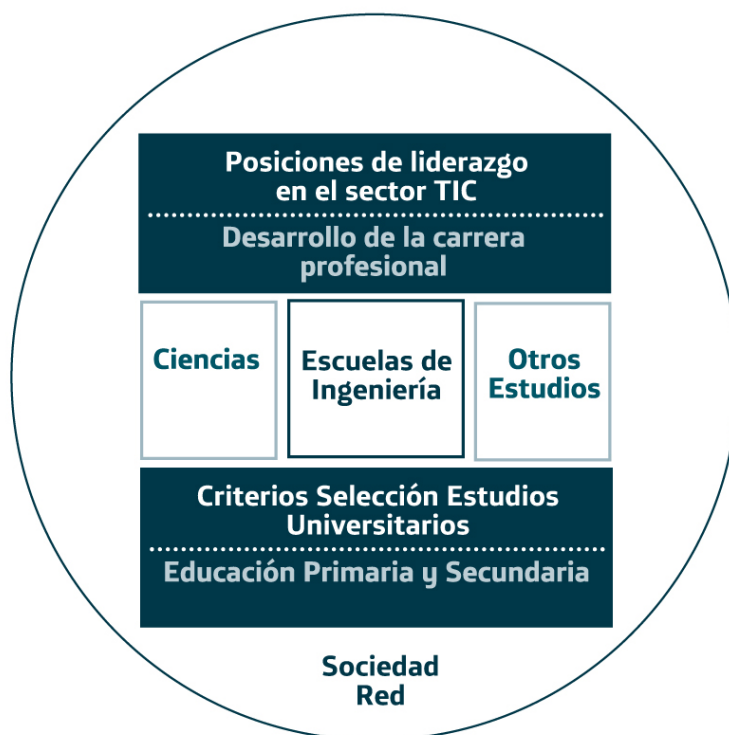 Posiciones de liderazgo
en el sector TIC
Desarrollo de la carrera
profesional
Ciencias
Escuelas de
Ingeniería
Otros
Estudios
Criterios Selección Estudios
Universitarios
Educación Primaria y Secundaria
Sociedad
Red